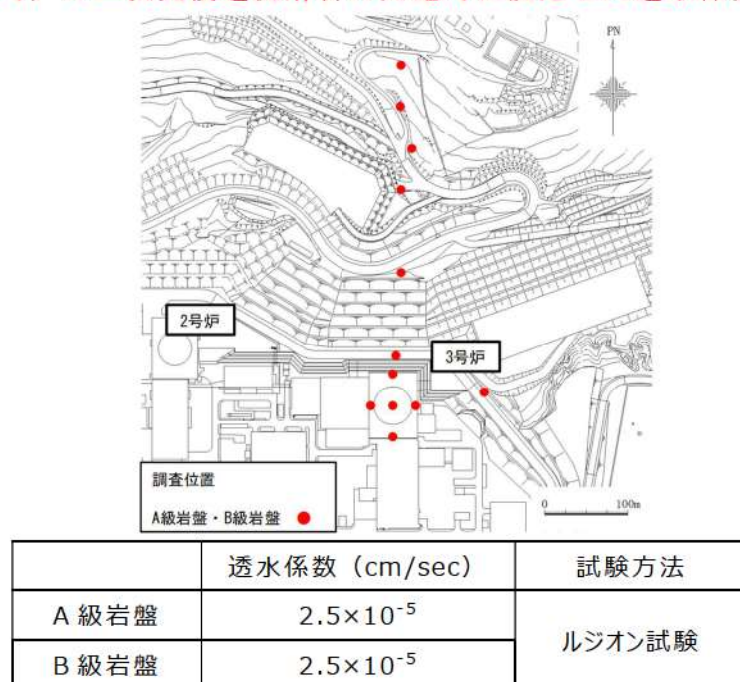 PN
2号炉
3号炉
調査位置
A級岩盤・B級岩盤
0 100m
透水係数（cm/sec） 試験方法
A 級岩盤 2.5×10⁻⁵ ルジオン試験
B 級岩盤 2.5×10⁻⁵